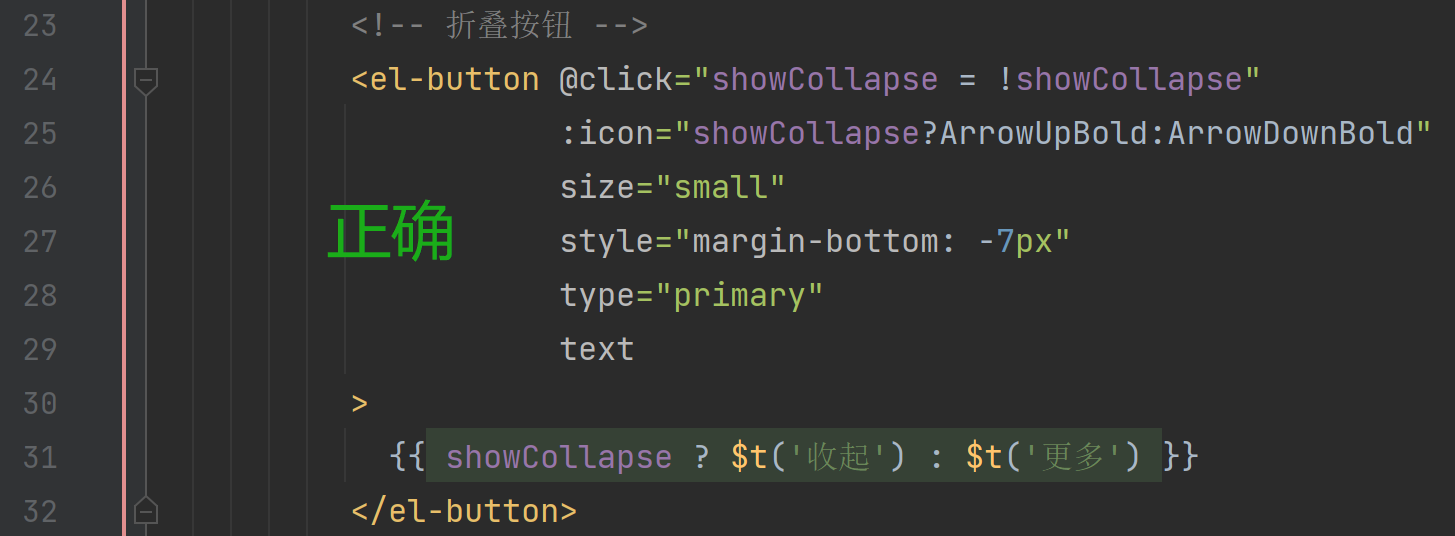 23 <!-- 折叠按钮 -->
24 <el-button @click="showCollapse = !showCollapse"
25 :icon="showCollapse?ArrowUpBold:ArrowDownBold"
26 size="small"
27 正确 style="margin-bottom: -7px"
28 type="primary"
29 text
30 >
31 {{ showCollapse ? $t('收起') : $t('更多') }}
32 </el-button>